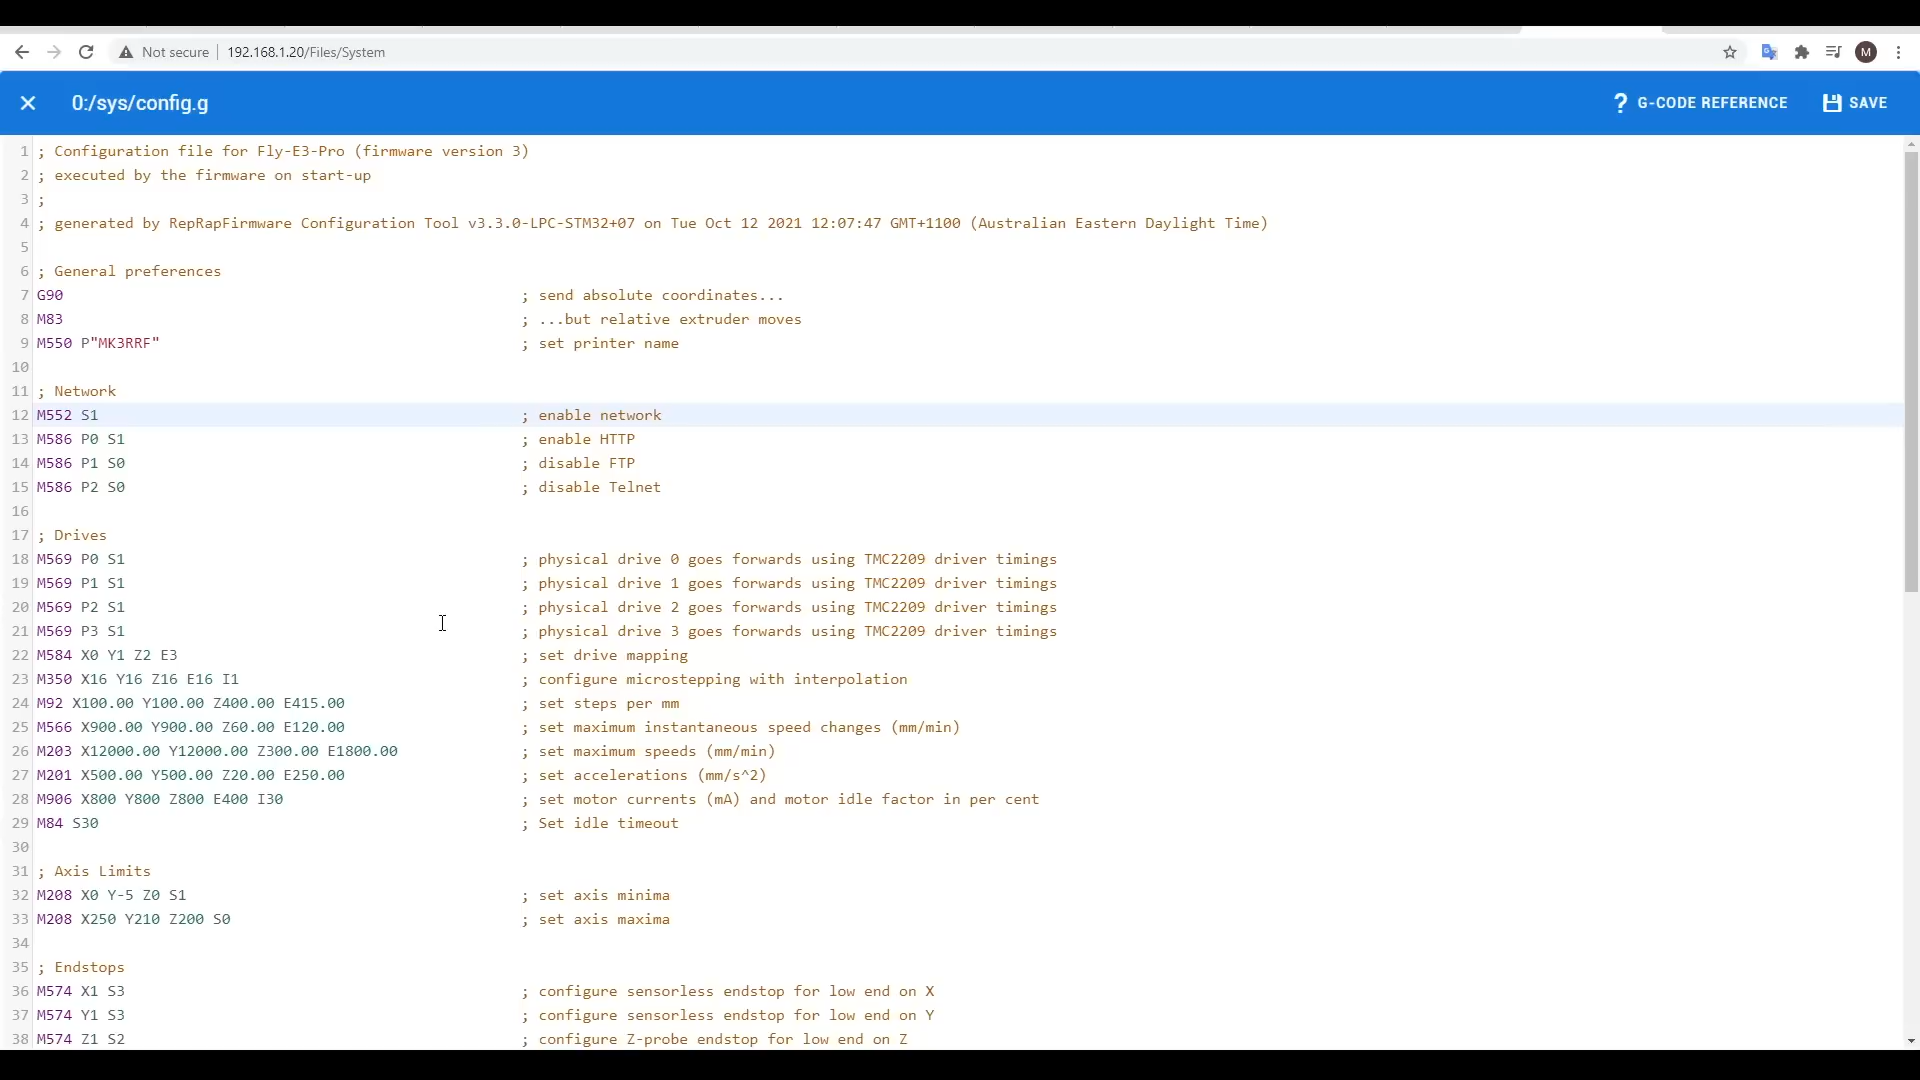 Not secure | 192.168.1.20/Files/System
M
0:/sys/config.g
? G-CODE REFERENCE
SAVE
1 ; Configuration file for Fly-E3-Pro (firmware version 3)
2 ; executed by the firmware on start-up
3 ;
4 ; generated by RepRapFirmware Configuration Tool v3.3.0-LPC-STM32+07 on Tue Oct 12 2021 12:07:47 GMT+1100 (Australian Eastern Daylight Time)
5
6 ; General preferences
7 G90 ; send absolute coordinates...
8 M83 ; ...but relative extruder moves
9 M550 P"MK3RRF" ; set printer name
10
11 ; Network
12 M552 S1 ; enable network
13 M586 P0 S1 ; enable HTTP
14 M586 P1 S0 ; disable FTP
15 M586 P2 S0 ; disable Telnet
16
17 ; Drives
18 M569 P0 S1 ; physical drive 0 goes forwards using TMC2209 driver timings
19 M569 P1 S1 ; physical drive 1 goes forwards using TMC2209 driver timings
20 M569 P2 S1 ; physical drive 2 goes forwards using TMC2209 driver timings
21 M569 P3 S1 ; physical drive 3 goes forwards using TMC2209 driver timings
22 M584 X0 Y1 Z2 E3 ; set drive mapping
23 M350 X16 Y16 Z16 E16 I1 ; configure microstepping with interpolation
24 M92 X100.00 Y100.00 Z400.00 E415.00 ; set steps per mm
25 M566 X900.00 Y900.00 Z60.00 E120.00 ; set maximum instantaneous speed changes (mm/min)
26 M203 X12000.00 Y12000.00 Z300.00 E1800.00 ; set maximum speeds (mm/min)
27 M201 X500.00 Y500.00 Z20.00 E250.00 ; set accelerations (mm/s^2)
28 M906 X800 Y800 Z800 E400 I30 ; set motor currents (mA) and motor idle factor in per cent
29 M84 S30 ; Set idle timeout
30
31 ; Axis Limits
32 M208 X0 Y-5 Z0 S1 ; set axis minima
33 M208 X250 Y210 Z200 S0 ; set axis maxima
34
35 ; Endstops
36 M574 X1 S3 ; configure sensorless endstop for low end on X
37 M574 Y1 S3 ; configure sensorless endstop for low end on Y
38 M574 Z1 S2 ; configure Z-probe endstop for low end on Z